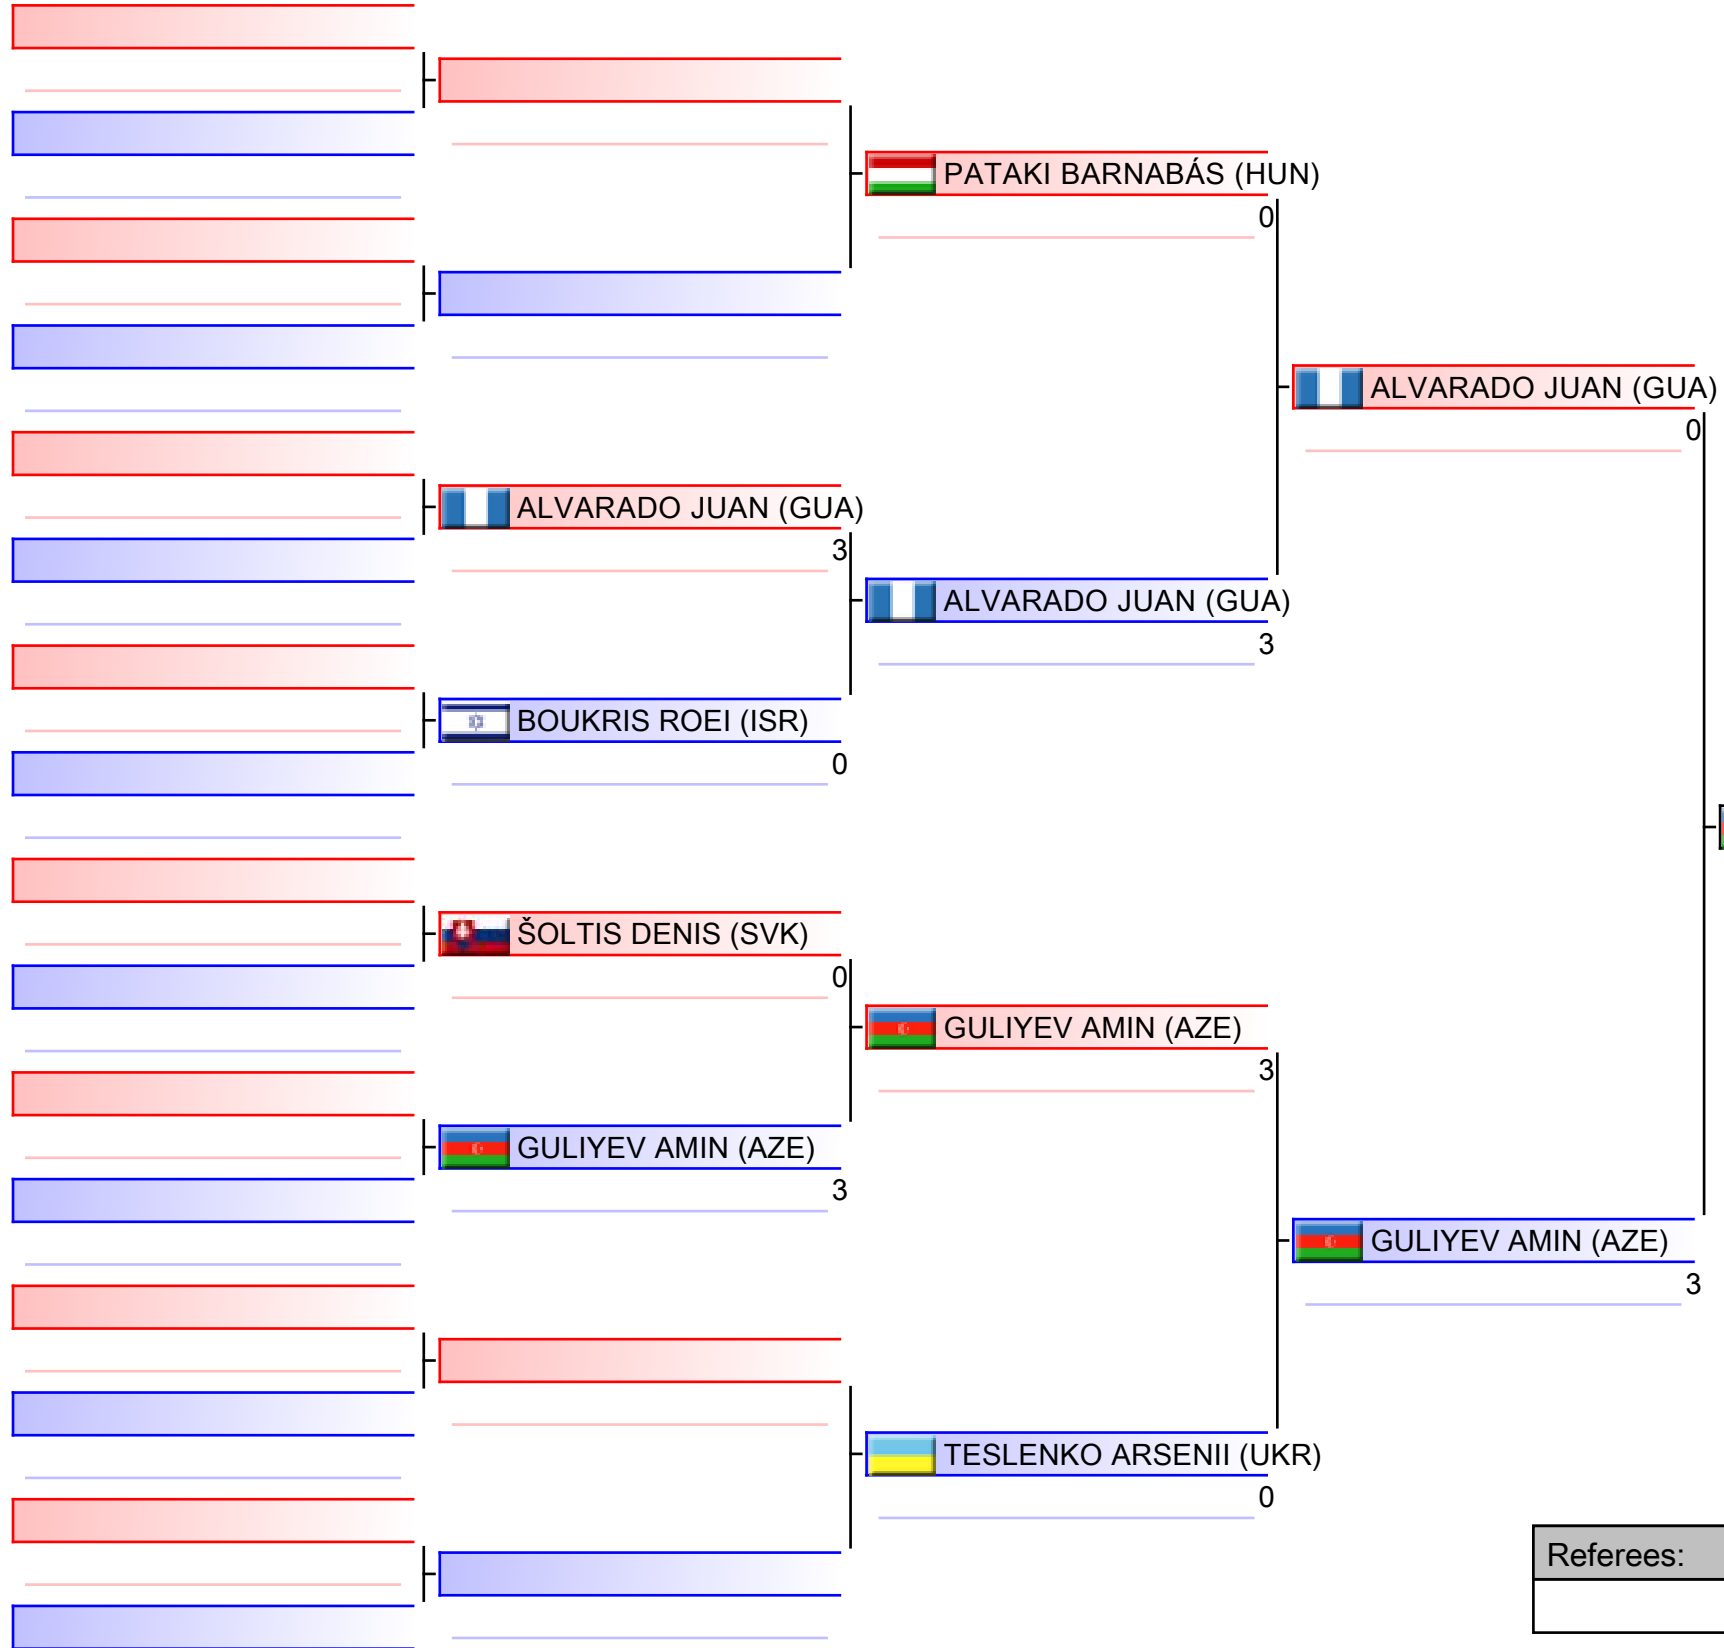 PATAKI BARNABÁS (HUN)
0
ALVARADO JUAN (GUA)
0
ALVARADO JUAN (GUA)
3
ALVARADO JUAN (GUA)
3
BOUKRIS ROEI (ISR)
0
ŠOLTIS DENIS (SVK)
0
GULIYEV AMIN (AZE)
3
GULIYEV AMIN (AZE)
3
GULIYEV AMIN (AZE)
3
TESLENKO ARSENII (UKR)
0
Referees: